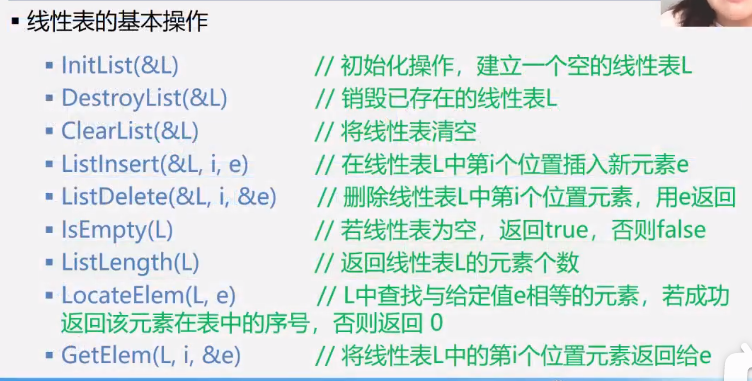 ▪ 线性表的基本操作
▪ InitList(&L) // 初始化操作，建立一个空的线性表L
▪ DestroyList(&L) // 销毁已存在的线性表L
▪ ClearList(&L) // 将线性表清空
▪ ListInsert(&L, i, e) // 在线性表L中第i个位置插入新元素e
▪ ListDelete(&L, i, &e) // 删除线性表L中第i个位置元素，用e返回
▪ IsEmpty(L) // 若线性表为空，返回true，否则false
▪ ListLength(L) // 返回线性表L的元素个数
▪ LocateElem(L, e) // L中查找与给定值e相等的元素，若成功
返回该元素在表中的序号，否则返回 0
▪ GetElem(L, i, &e) // 将线性表L中的第i个位置元素返回给e